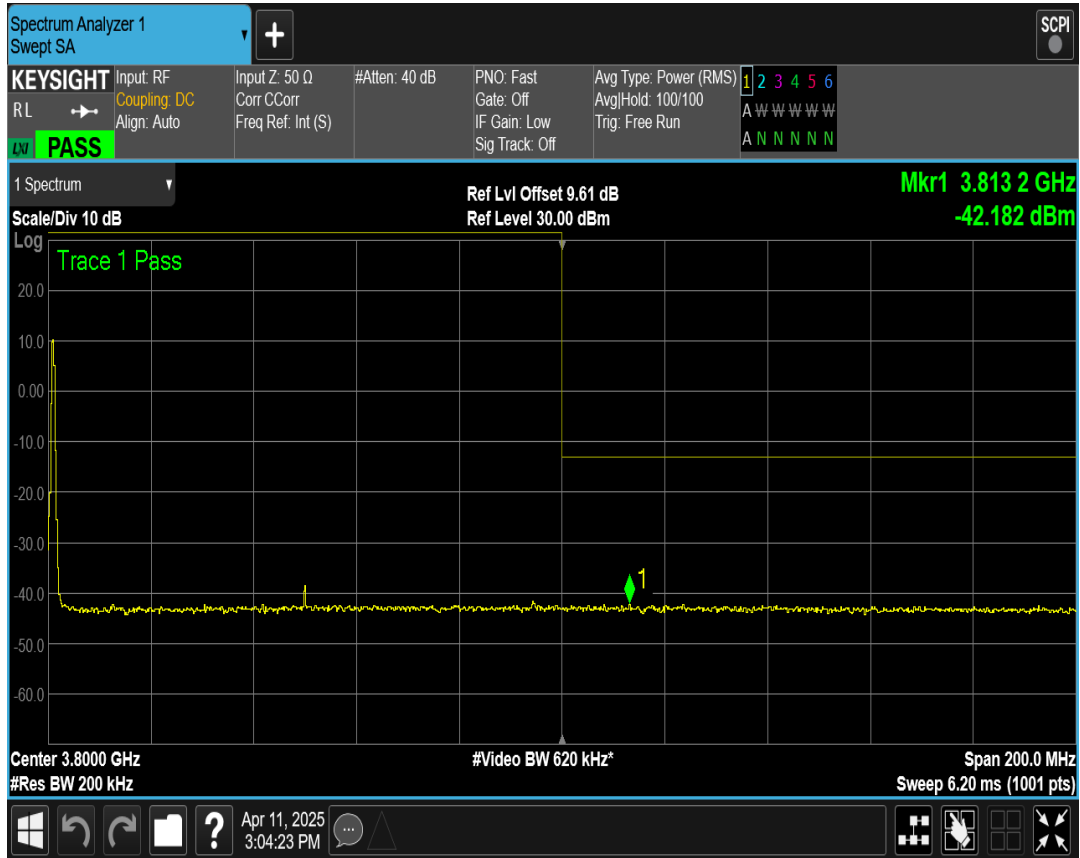 Spectrum Analyzer 1
Swept SA
SCPI
KEYSIGHT
RL
LXI PASS
Input: RF
Coupling: DC
Align: Auto
Input Z: 50 Ω
Corr CCorr
Freq Ref: Int (S)
#Atten: 40 dB
PNO: Fast
Gate: Off
IF Gain: Low
Sig Track: Off
Avg Type: Power (RMS)
Avg|Hold: 100/100
Trig: Free Run
1 2 3 4 5 6
A W W W W W
A N N N N N
1 Spectrum
Scale/Div 10 dB
Ref Lvl Offset 9.61 dB
Ref Level 30.00 dBm
Mkr1 3.813 2 GHz
-42.182 dBm
Log
Trace 1 Pass
20.0
10.0
0.00
-10.0
-20.0
-30.0
-40.0
1
-50.0
-60.0
Center 3.8000 GHz
#Res BW 200 kHz
#Video BW 620 kHz*
Span 200.0 MHz
Sweep 6.20 ms (1001 pts)
?
Apr 11, 2025
3:04:23 PM